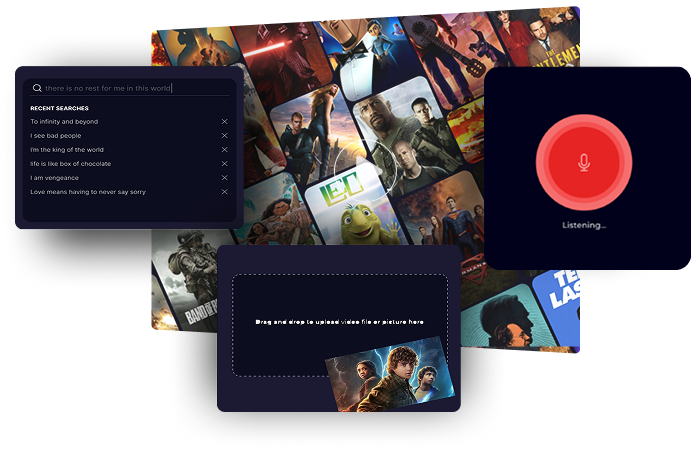 there is no rest for me in this world
RECENT SEARCHES
To infinity and beyond
I see bad people
I'm the king of the world
life is like box of chocolate
I am vengeance
Love means having to never say sorry
GENTLEMEN
LEO
Listening...
Drag and drop to upload video file or picture here